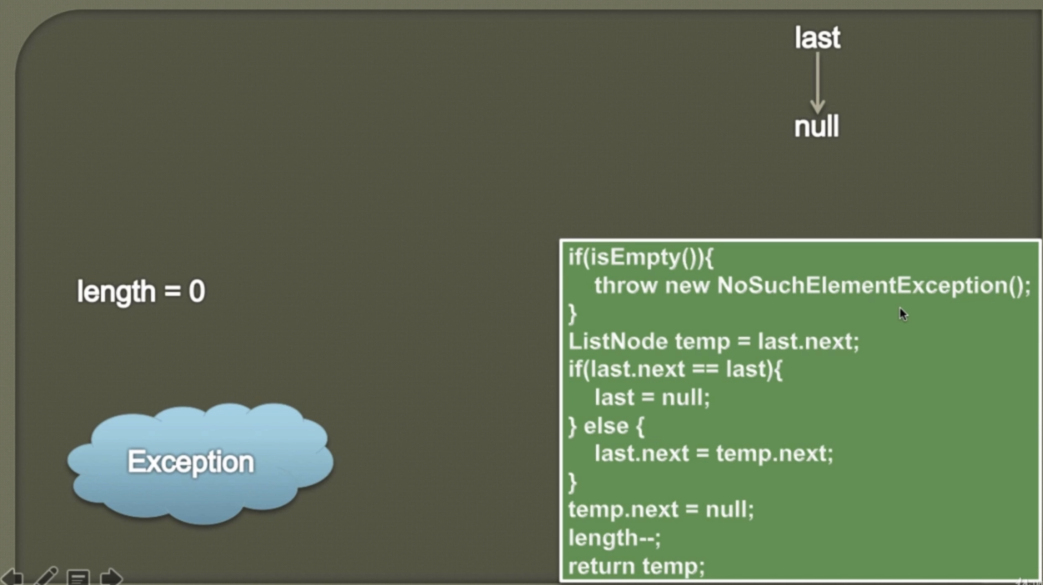 last
null
length = 0
Exception
if(isEmpty()){
throw new NoSuchElementException();
}
ListNode temp = last.next;
if(last.next == last){
last = null;
} else {
last.next = temp.next;
}
temp.next = null;
length--;
return temp;